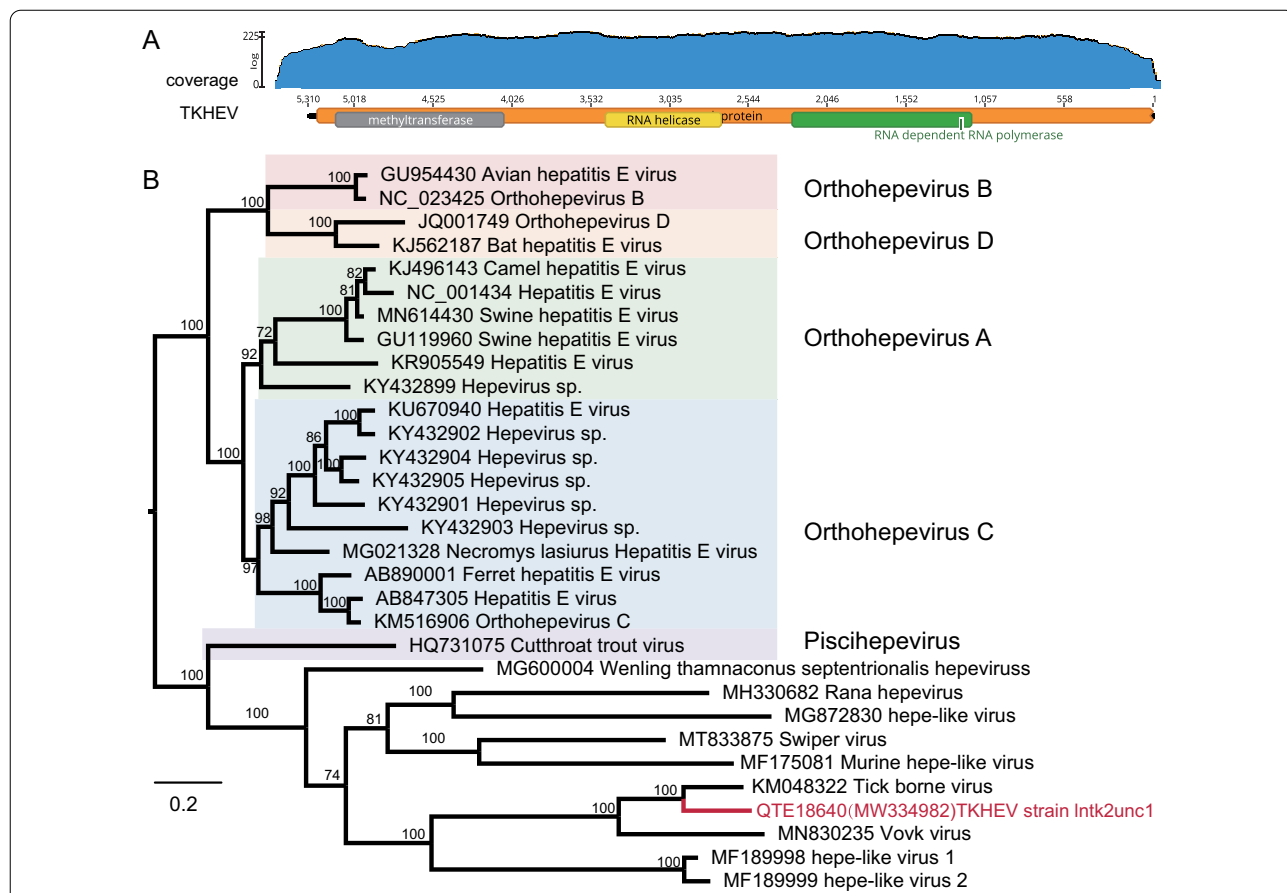 A
225
log
0
coverage
TKHEV
5,310 5,018 4,525 4,026 3,532 3,035 2,544 2,046 1,552 1,057 558 1
methyltransferase
RNA helicase
protein
RNA dependent RNA polymerase
B
100 GU954430 Avian hepatitis E virus
NC_023425 Orthohepevirus B
Orthohepevirus B
100
100 JQ001749 Orthohepevirus D
KJ562187 Bat hepatitis E virus
Orthohepevirus D
100
82 KJ496143 Camel hepatitis E virus
81 NC_001434 Hepatitis E virus
100 MN614430 Swine hepatitis E virus
GU119960 Swine hepatitis E virus
Orthohepevirus A
72 KR905549 Hepatitis E virus
92 KY432899 Hepevirus sp.
100
100 KU670940 Hepatitis E virus
KY432902 Hepevirus sp.
86
100 KY432904 Hepevirus sp.
KY432905 Hepevirus sp.
100 KY432901 Hepevirus sp.
92 KY432903 Hepevirus sp.
Orthohepevirus C
98 MG021328 Necromys lasiurus Hepatitis E virus
97
100 AB890001 Ferret hepatitis E virus
100 AB847305 Hepatitis E virus
KM516906 Orthohepevirus C
HQ731075 Cutthroat trout virus
Piscihepevirus
100
MG600004 Wenling thamnaconus septentrionalis hepeviruss
100
100 MH330682 Rana hepevirus
MG872830 hepe-like virus
81
100 MT833875 Swiper virus
MF175081 Murine hepe-like virus
74
100 KM048322 Tick borne virus
QTE18640(MW334982)TKHEV strain lntk2unc1
100 MN830235 Vovk virus
100
100 MF189998 hepe-like virus 1
MF189999 hepe-like virus 2
0.2